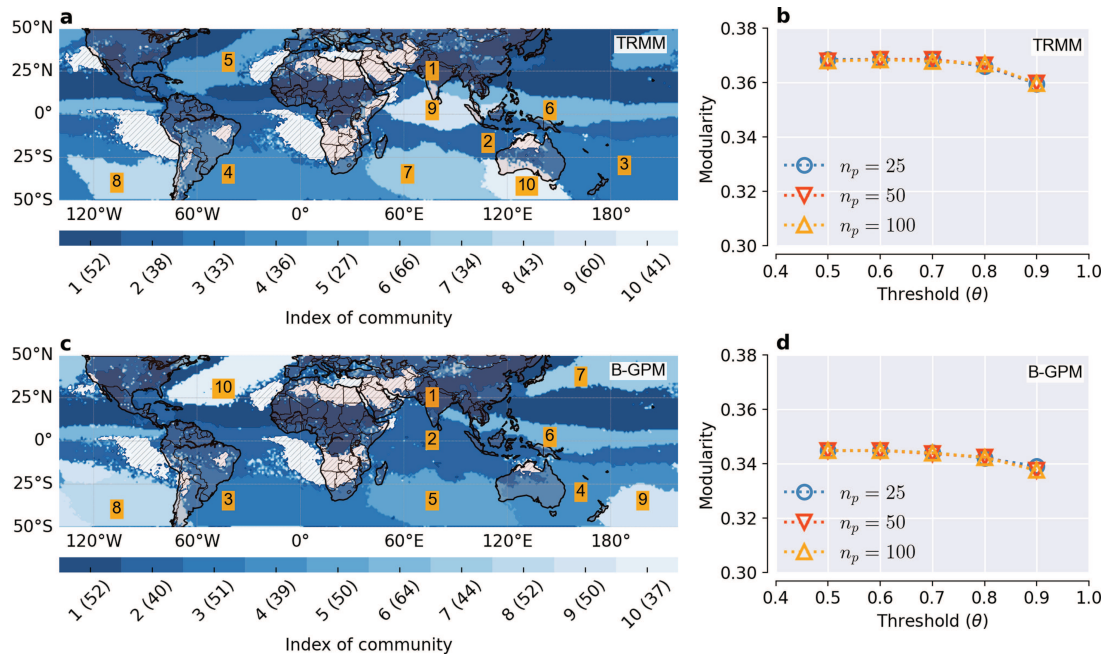 a
TRMM
50°N
25°N
0°
25°S
50°S
5
1
9
6
2
3
8
4
7
10
120°W 60°W 0° 60°E 120°E 180°
1 (52) 2 (38) 3 (33) 4 (36) 5 (27) 6 (66) 7 (34) 8 (43) 9 (60) 10 (41)
Index of community
b
TRMM
0.38
0.36
0.34
0.32
0.30
Modularity
n_p = 25
n_p = 50
n_p = 100
0.4 0.5 0.6 0.7 0.8 0.9 1.0
Threshold (θ)
c
B-GPM
50°N
25°N
0°
25°S
50°S
10
7
1
2
6
8
3
5
4
9
120°W 60°W 0° 60°E 120°E 180°
1 (52) 2 (40) 3 (51) 4 (39) 5 (50) 6 (64) 7 (44) 8 (52) 9 (50) 10 (37)
Index of community
d
B-GPM
0.38
0.36
0.34
0.32
0.30
Modularity
n_p = 25
n_p = 50
n_p = 100
0.4 0.5 0.6 0.7 0.8 0.9 1.0
Threshold (θ)